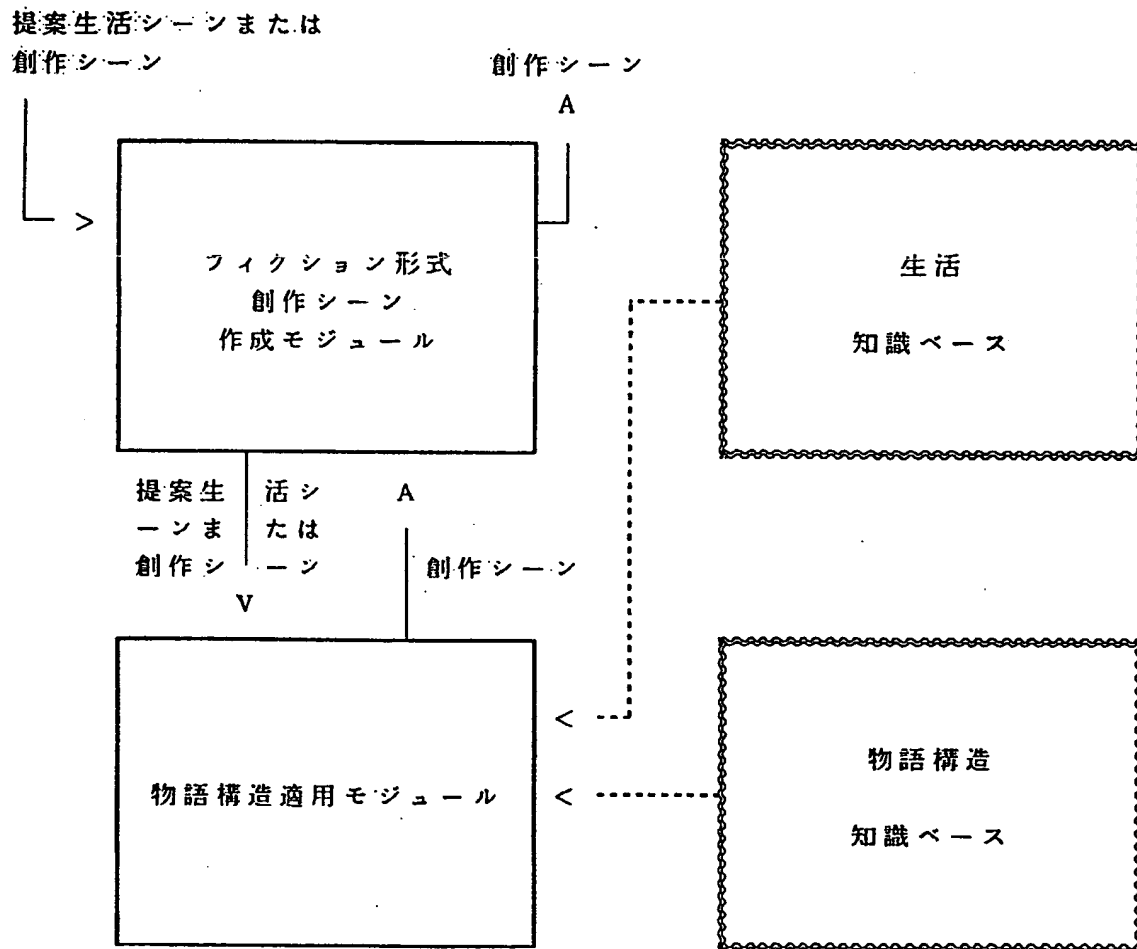 提案生活シーンまたは
創作シーン
創作シーン
A
>
フィクション形式
創作シーン
作成モジュール
生活
知識ベース
提案生 活シ
ーンま たは
創作シ ーン
V
A
創作シーン
<
物語構造適用モジュール
<
物語構造
知識ベース